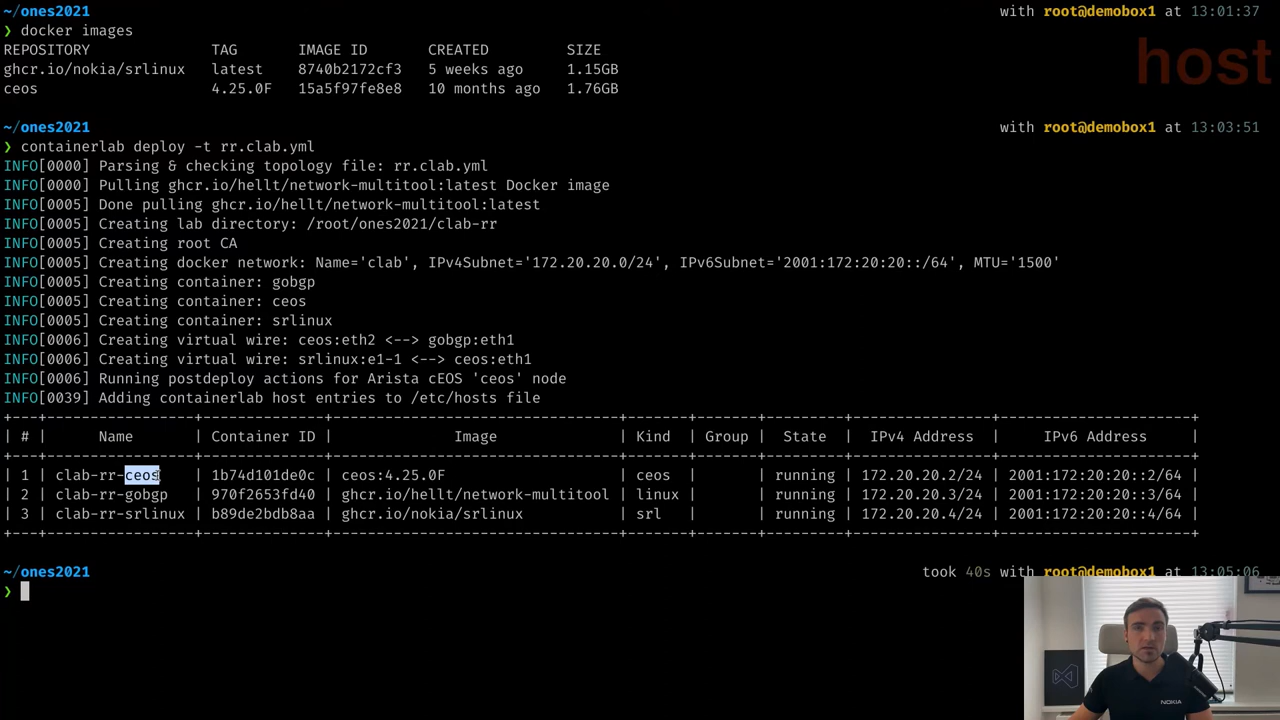 ~/ones2021 with root@demobox1 at 13:01:37
❯ docker images
REPOSITORY TAG IMAGE ID CREATED SIZE
ghcr.io/nokia/srlinux latest 8740b2172cf3 5 weeks ago 1.15GB
ceos 4.25.0F 15a5f97fe8e8 10 months ago 1.76GB
host
~/ones2021 with root@demobox1 at 13:03:51
❯ containerlab deploy -t rr.clab.yml
INFO[0000] Parsing & checking topology file: rr.clab.yml
INFO[0000] Pulling ghcr.io/hellt/network-multitool:latest Docker image
INFO[0005] Done pulling ghcr.io/hellt/network-multitool:latest
INFO[0005] Creating lab directory: /root/ones2021/clab-rr
INFO[0005] Creating root CA
INFO[0005] Creating docker network: Name='clab', IPv4Subnet='172.20.20.0/24', IPv6Subnet='2001:172:20:20::/64', MTU='1500'
INFO[0005] Creating container: gobgp
INFO[0005] Creating container: ceos
INFO[0005] Creating container: srlinux
INFO[0006] Creating virtual wire: ceos:eth2 <--> gobgp:eth1
INFO[0006] Creating virtual wire: srlinux:e1-1 <--> ceos:eth1
INFO[0006] Running postdeploy actions for Arista cEOS 'ceos' node
INFO[0039] Adding containerlab host entries to /etc/hosts file
| # | Name | Container ID | Image | Kind | Group | State | IPv4 Address | IPv6 Address |
| 1 | clab-rr-ceos | 1b74d101de0c | ceos:4.25.0F | ceos | | running | 172.20.20.2/24 | 2001:172:20:20::2/64 |
| 2 | clab-rr-gobgp | 970f2653fd40 | ghcr.io/hellt/network-multitool | linux | | running | 172.20.20.3/24 | 2001:172:20:20::3/64 |
| 3 | clab-rr-srlinux | b89de2bdb8aa | ghcr.io/nokia/srlinux | srl | | running | 172.20.20.4/24 | 2001:172:20:20::4/64 |
~/ones2021 took 40s with root@demobox1 at 13:05:06
❯
NOKIA